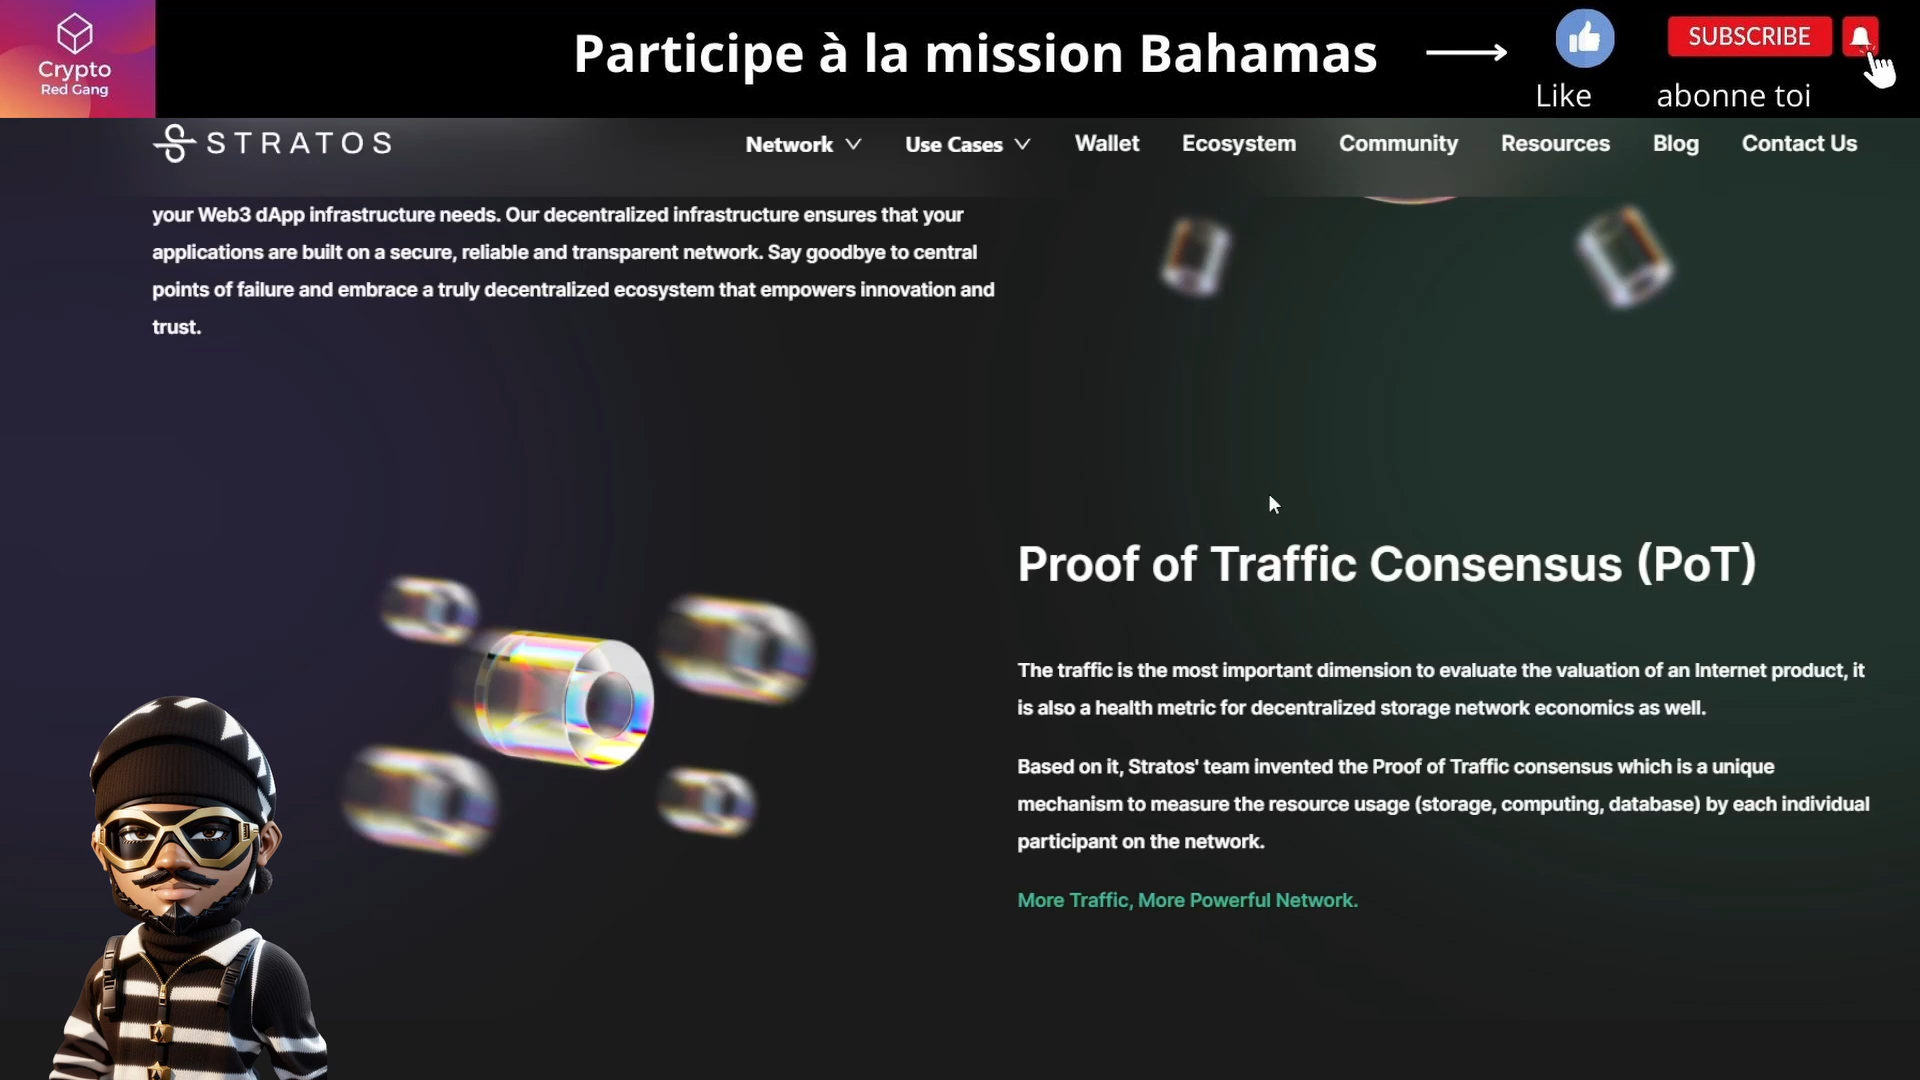 Crypto
Red Gang
Participe à la mission Bahamas
SUBSCRIBE
Like
abonne toi
STRATOS
Network
Use Cases
Wallet
Ecosystem
Community
Resources
Blog
Contact Us
your Web3 dApp infrastructure needs. Our decentralized infrastructure ensures that your
applications are built on a secure, reliable and transparent network. Say goodbye to central
points of failure and embrace a truly decentralized ecosystem that empowers innovation and
trust.
Proof of Traffic Consensus (PoT)
The traffic is the most important dimension to evaluate the valuation of an Internet product, it
is also a health metric for decentralized storage network economics as well.
Based on it, Stratos' team invented the Proof of Traffic consensus which is a unique
mechanism to measure the resource usage (storage, computing, database) by each individual
participant on the network.
More Traffic, More Powerful Network.